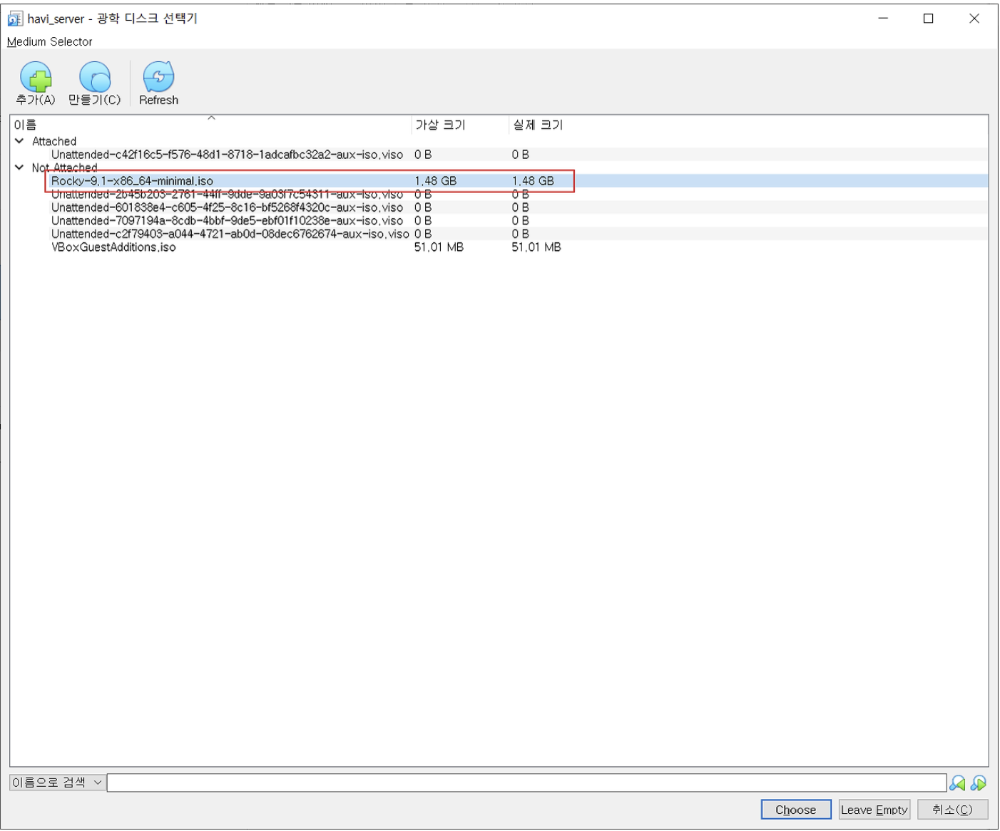 havi_server - 광학 디스크 선택기
Medium Selector
추가(A) 만들기(C) Refresh
이름 가상 크기 실제 크기
Attached
Unattended-c42f16c5-f576-48d1-8718-1adcafbc32a2-aux-iso.viso 0 B 0 B
Not Attached
Rocky-9.1-x86_64-minimal.iso 1.48 GB 1.48 GB
Unattended-2b45b203-2761-44ff-9dde-9a03f7c54311-aux-iso.viso 0 B 0 B
Unattended-601838e4-c605-4f25-8c16-bf5268f4320c-aux-iso.viso 0 B 0 B
Unattended-7097194a-8cdb-4bbf-9de5-ebf01f10238e-aux-iso.viso 0 B 0 B
Unattended-c2f79403-a044-4721-ab0d-08dec6762674-aux-iso.viso 0 B 0 B
VBoxGuestAdditions.iso 51.01 MB 51.01 MB
이름으로 검색
Choose Leave Empty 취소(C)